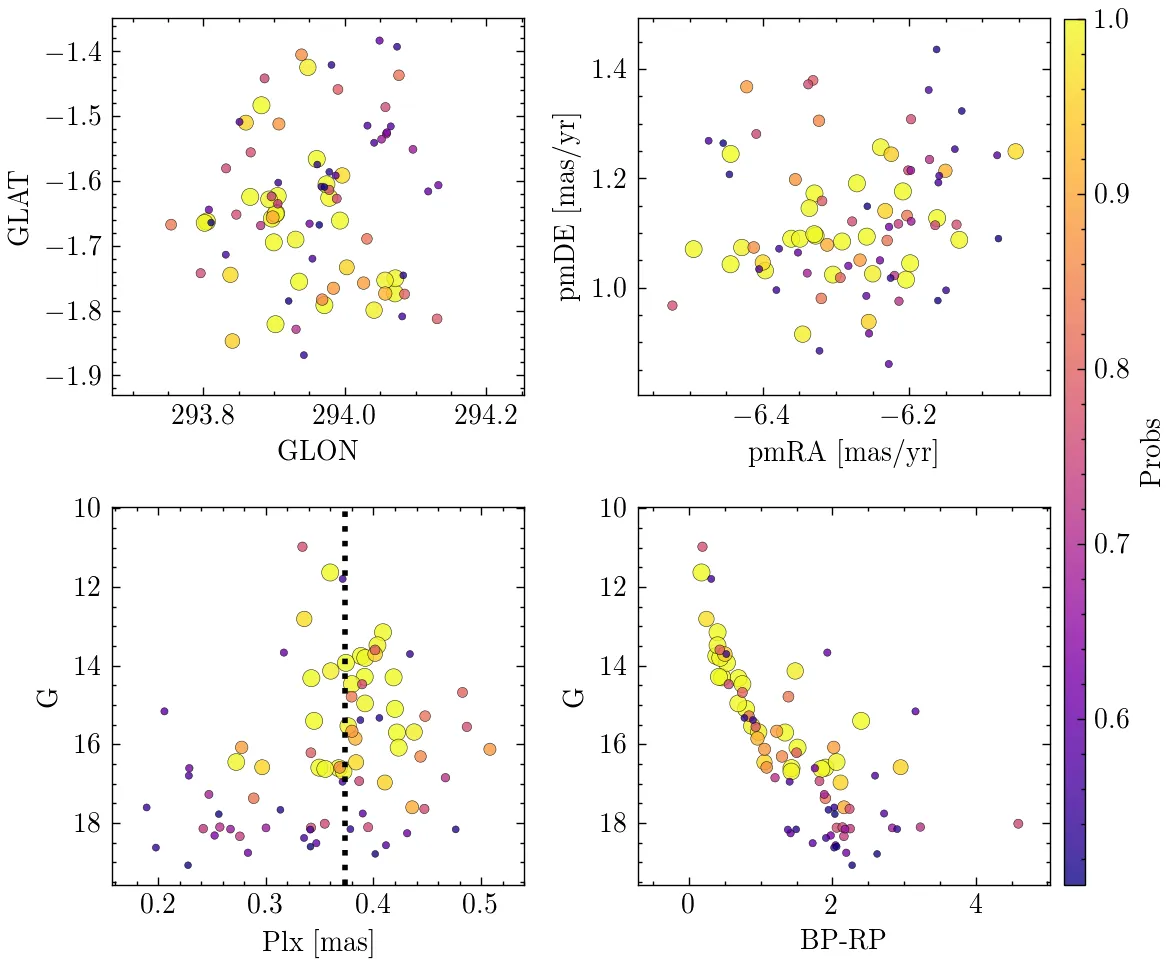 −1.4
−1.5
−1.6
−1.7
−1.8
−1.9
GLAT
293.8 294.0 294.2
GLON
1.4
1.2
1.0
pmDE [mas/yr]
−6.4 −6.2
pmRA [mas/yr]
1.0
0.9
0.8
0.7
0.6
Probs
10
12
14
16
18
G
0.2 0.3 0.4 0.5
Plx [mas]
10
12
14
16
18
G
0 2 4
BP-RP